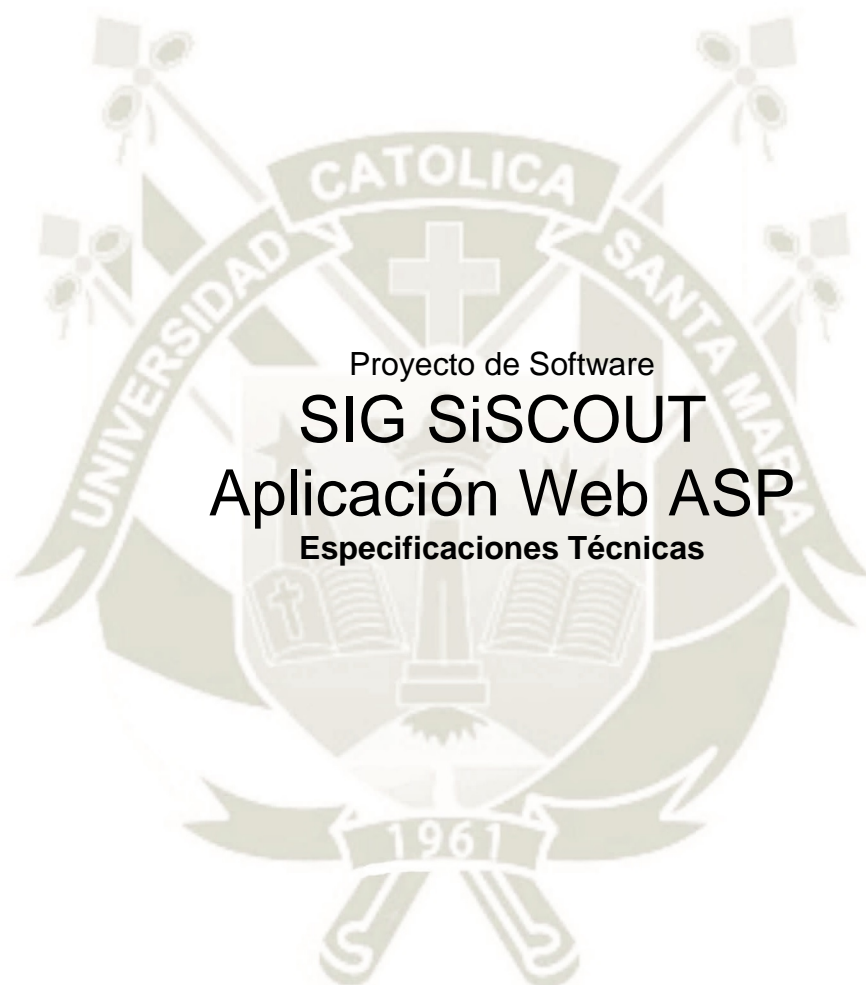 CATOLICA
UNIVERSIDAD
SANTA MARIA
Proyecto de Software
SIG SiSCOUT
Aplicación Web ASP
Especificaciones Técnicas
1961